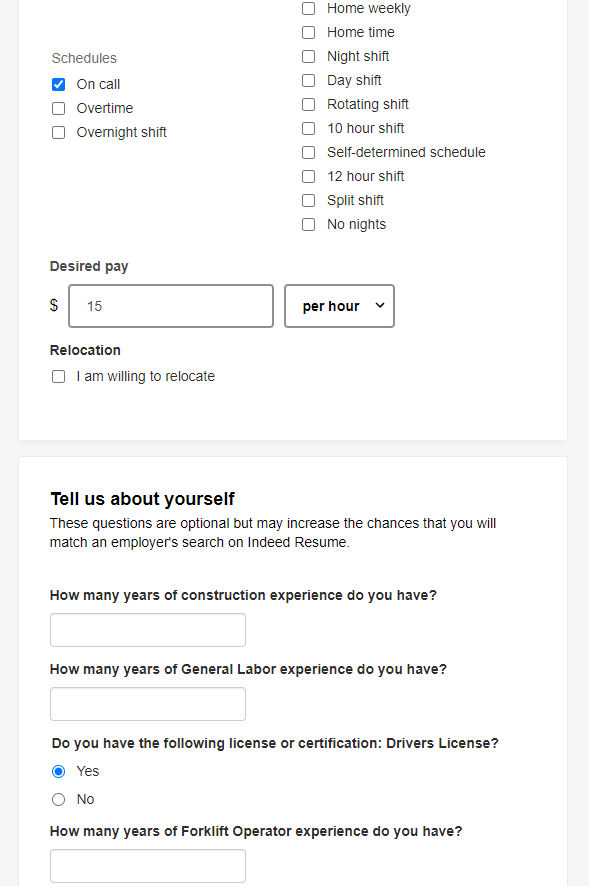 Home weekly
Home time
Schedules
Night shift
On call
Day shift
Overtime
Rotating shift
Overnight shift
10 hour shift
Self-determined schedule
12 hour shift
Split shift
No nights
Desired pay
$ 15 per hour
Relocation
I am willing to relocate
Tell us about yourself
These questions are optional but may increase the chances that you will
match an employer's search on Indeed Resume.
How many years of construction experience do you have?
How many years of General Labor experience do you have?
Do you have the following license or certification: Drivers License?
Yes
No
How many years of Forklift Operator experience do you have?